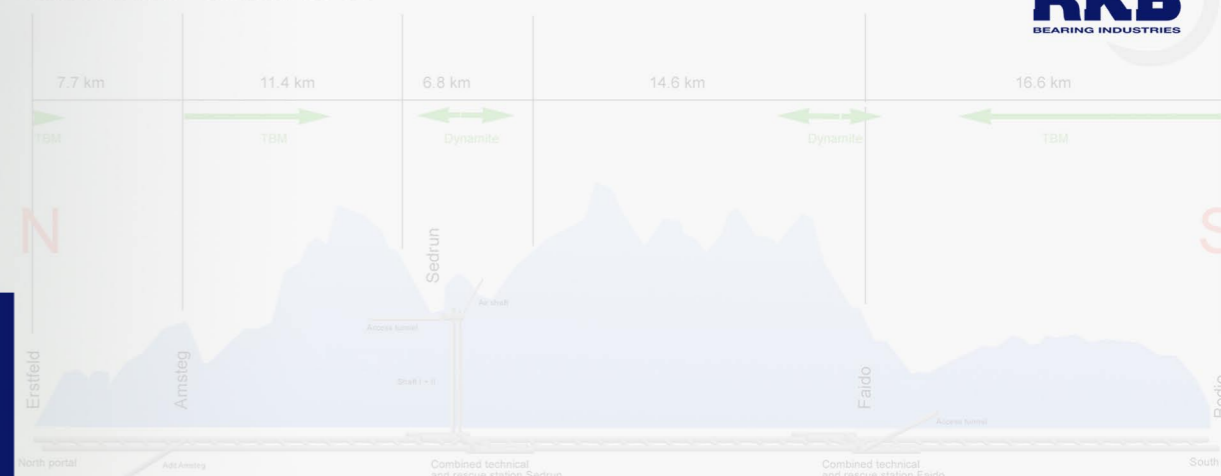 RKB
BEARING INDUSTRIES
7.7 km
11.4 km
6.8 km
14.6 km
16.6 km
TBM
TBM
Dynamite
Dynamite
TBM
N
S
Sedrun
Air shaft
Access tunnel
Shaft I + II
Erstfeld
Amsteg
Faido
Bodio
Access tunnel
North portal
Adit Amsteg
Combined technical
and rescue station Sedrun
Combined technical
and rescue station Faido
South